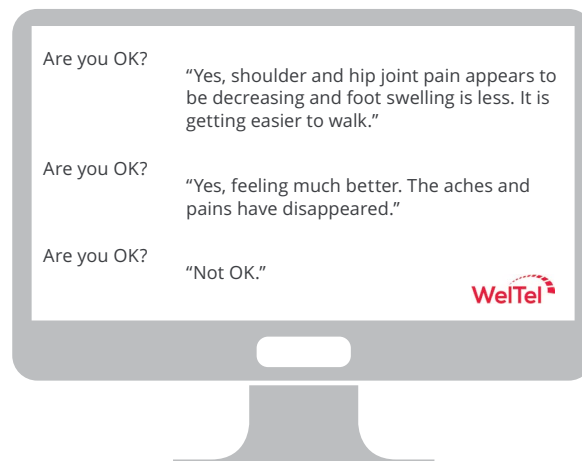 Are you OK?
“Yes, shoulder and hip joint pain appears to
be decreasing and foot swelling is less. It is
getting easier to walk.”
Are you OK?
“Yes, feeling much better. The aches and
pains have disappeared.”
Are you OK?
“Not OK.”
WelTel